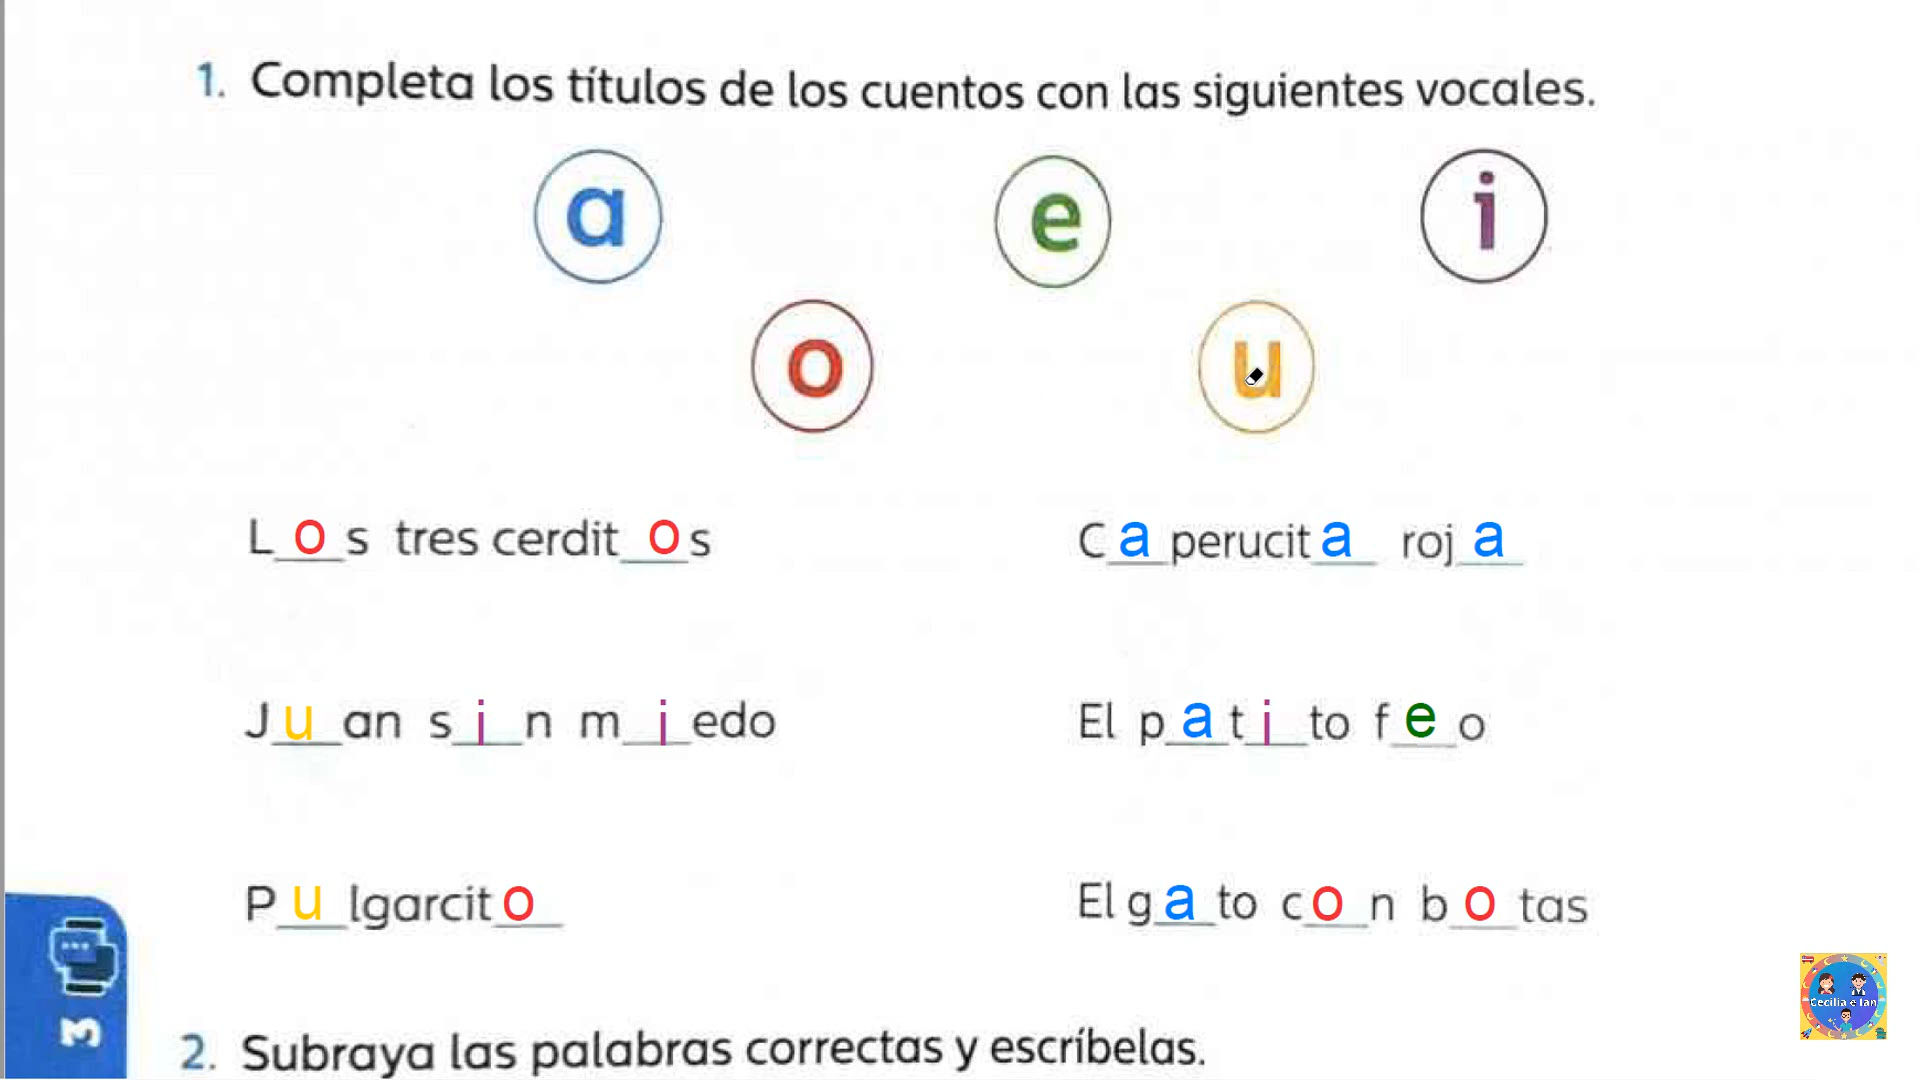 1. Completa los títulos de los cuentos con las siguientes vocales.
a e i
o u
Los tres cerditos Caperucita roja
Juan sin miedo El patito feo
Pulgarcito El gato con botas
3
2. Subraya las palabras correctas y escríbelas.
Cecilia e Ian